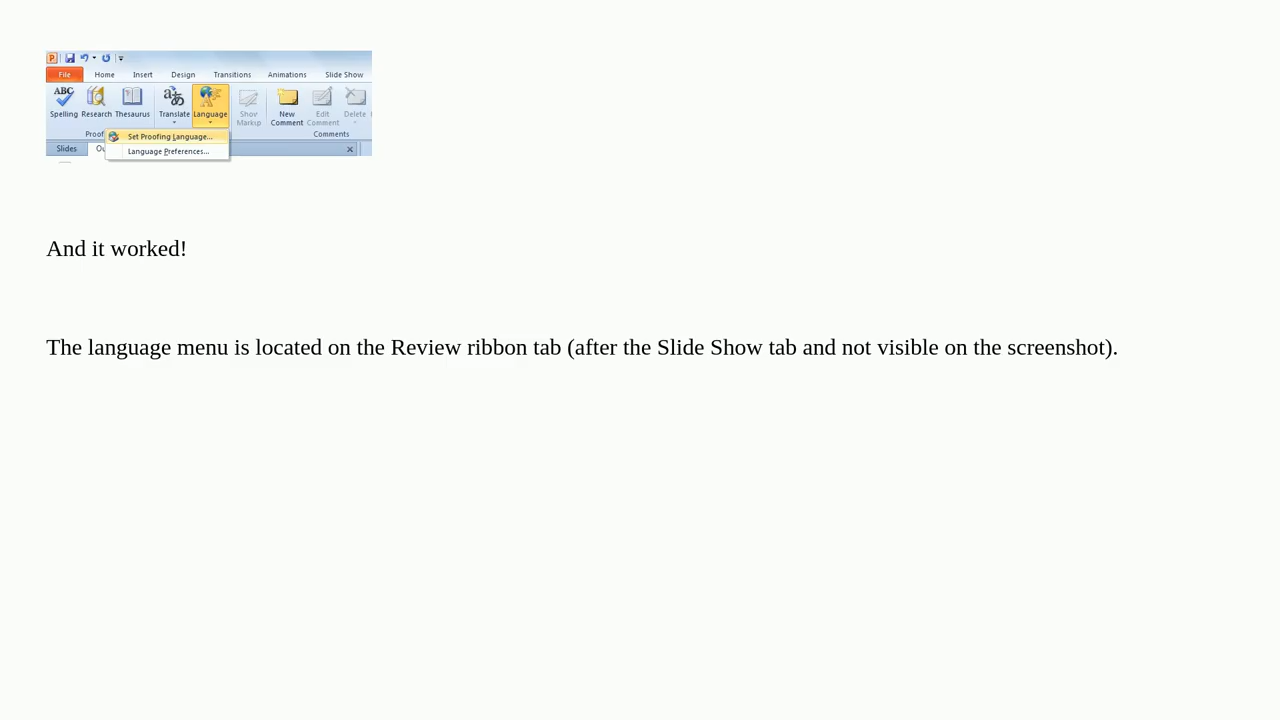 P
File Home Insert Design Transitions Animations Slide Show
ABC
Spelling Research Thesaurus Translate Language Show Markup New Comment Edit Comment Delete
Comments
Set Proofing Language...
Slides
Language Preferences...
And it worked!
The language menu is located on the Review ribbon tab (after the Slide Show tab and not visible on the screenshot).